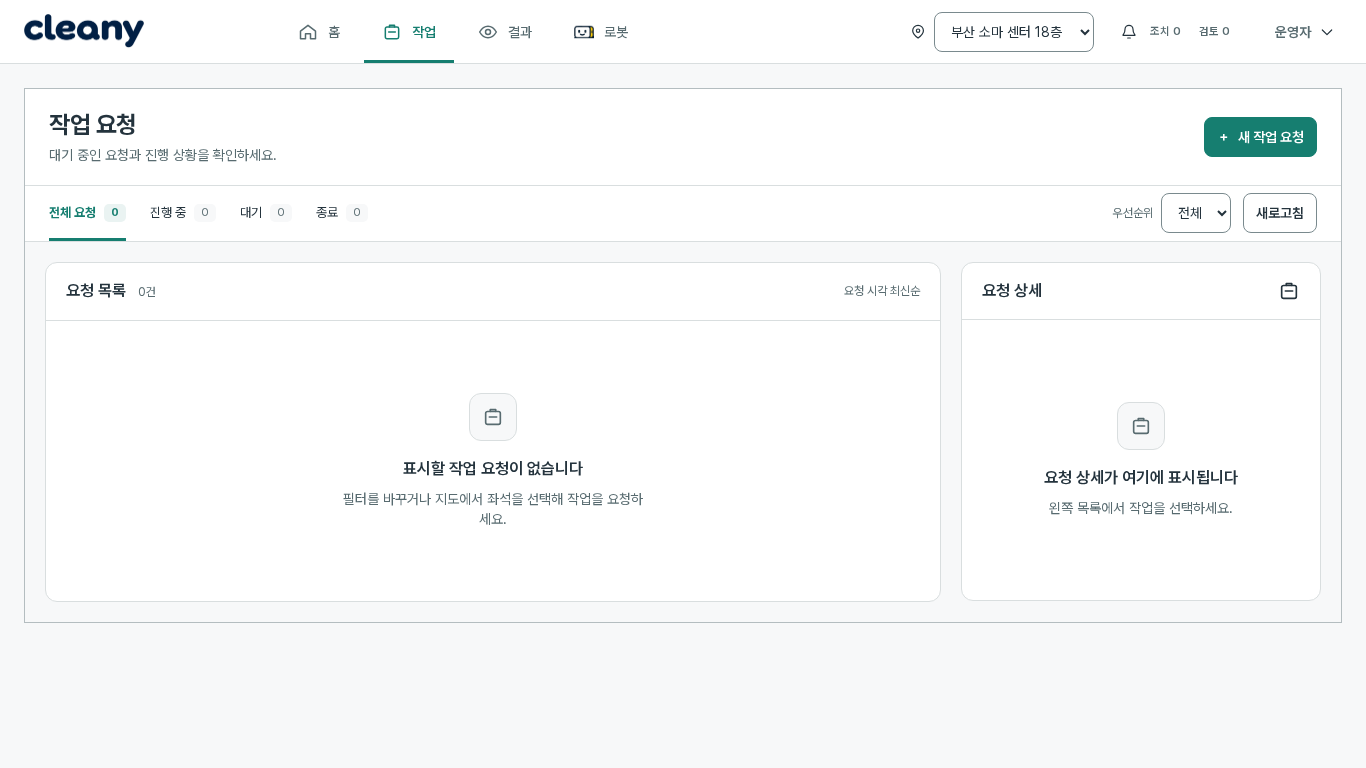 cleany
홈
작업
결과
로봇
부산 소마 센터 18층
조치 0
검토 0
운영자
작업 요청
대기 중인 요청과 진행 상황을 확인하세요.
+ 새 작업 요청
전체 요청 0
진행 중 0
대기 0
종료 0
우선순위
전체
새로고침
요청 목록 0건
요청 시각 최신순
표시할 작업 요청이 없습니다
필터를 바꾸거나 지도에서 좌석을 선택해 작업을 요청하
세요.
요청 상세
요청 상세가 여기에 표시됩니다
왼쪽 목록에서 작업을 선택하세요.